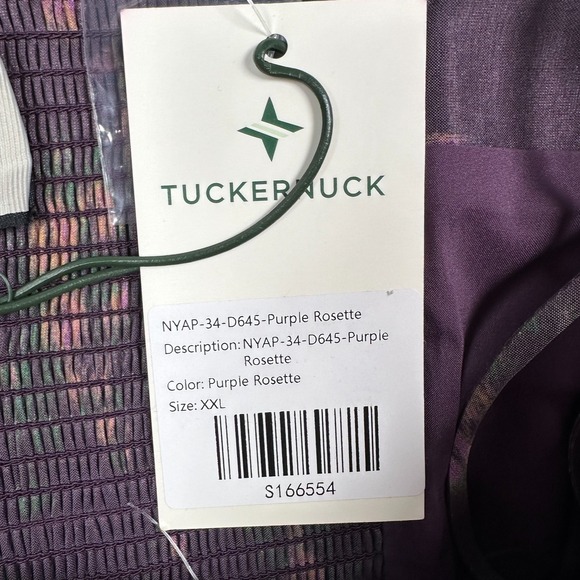 TUCKERNUCK
NYAP-34-D645-Purple Rosette
Description: NYAP-34-D645-Purple
Rosette
Color: Purple Rosette
Size: XXL
S166554